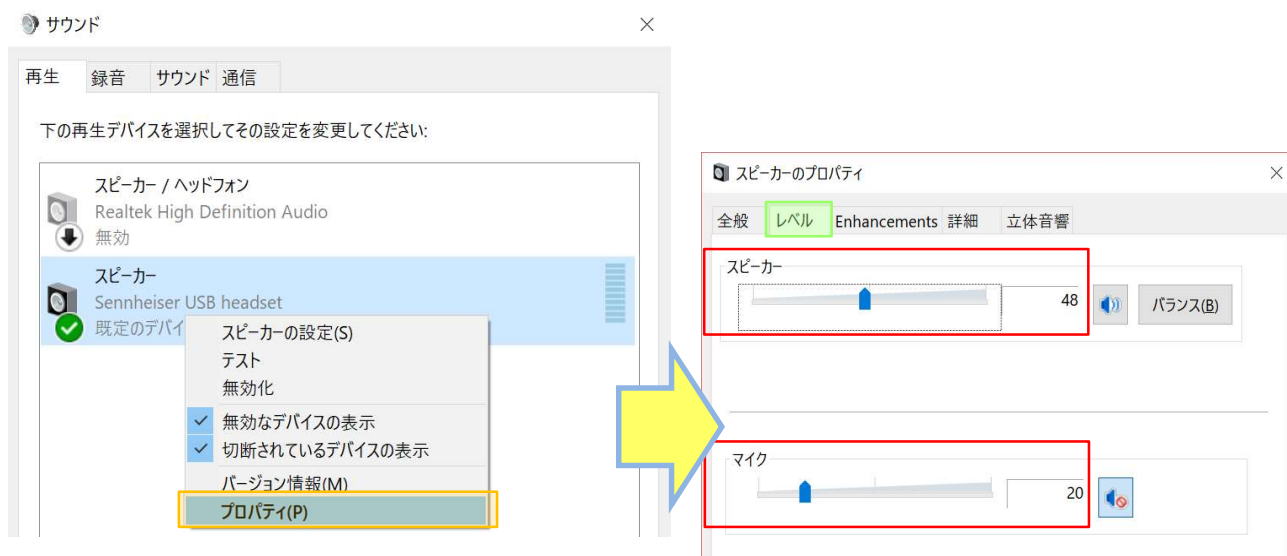 サウンド
再生 録音 サウンド 通信
下の再生デバイスを選択してその設定を変更してください:
スピーカー / ヘッドフォン
Realtek High Definition Audio
無効
スピーカー
Sennheiser USB headset
既定のデバイ
スピーカーの設定(S)
テスト
無効化
無効なデバイスの表示
切断されているデバイスの表示
バージョン情報(M)
プロパティ(P)
スピーカーのプロパティ
全般 レベル Enhancements 詳細 立体音響
スピーカー
48 バランス(B)
マイク
20